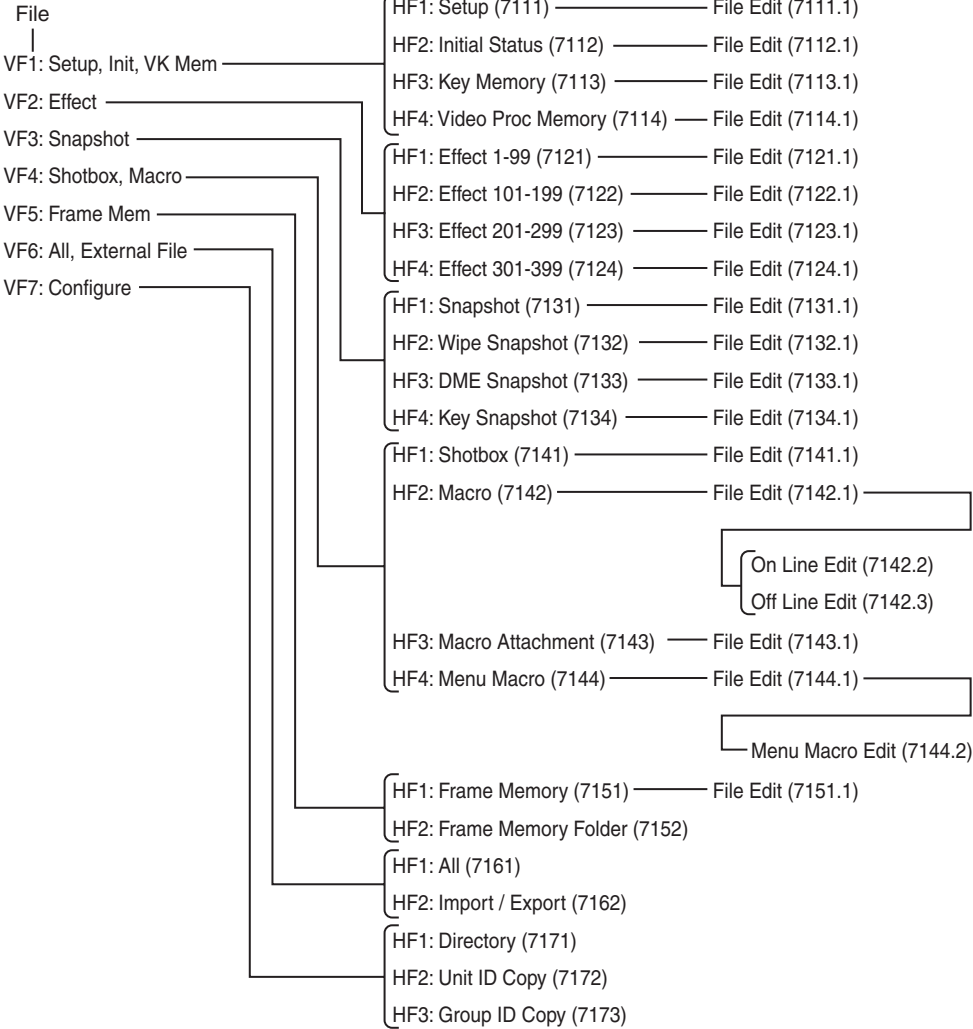 File
VF1: Setup, Init, VK Mem
VF2: Effect
VF3: Snapshot
VF4: Shotbox, Macro
VF5: Frame Mem
VF6: All, External File
VF7: Configure
HF1: Setup (7111) File Edit (7111.1)
HF2: Initial Status (7112) File Edit (7112.1)
HF3: Key Memory (7113) File Edit (7113.1)
HF4: Video Proc Memory (7114) File Edit (7114.1)
HF1: Effect 1-99 (7121) File Edit (7121.1)
HF2: Effect 101-199 (7122) File Edit (7122.1)
HF3: Effect 201-299 (7123) File Edit (7123.1)
HF4: Effect 301-399 (7124) File Edit (7124.1)
HF1: Snapshot (7131) File Edit (7131.1)
HF2: Wipe Snapshot (7132) File Edit (7132.1)
HF3: DME Snapshot (7133) File Edit (7133.1)
HF4: Key Snapshot (7134) File Edit (7134.1)
HF1: Shotbox (7141) File Edit (7141.1)
HF2: Macro (7142) File Edit (7142.1)
On Line Edit (7142.2)
Off Line Edit (7142.3)
HF3: Macro Attachment (7143) File Edit (7143.1)
HF4: Menu Macro (7144) File Edit (7144.1)
Menu Macro Edit (7144.2)
HF1: Frame Memory (7151) File Edit (7151.1)
HF2: Frame Memory Folder (7152)
HF1: All (7161)
HF2: Import / Export (7162)
HF1: Directory (7171)
HF2: Unit ID Copy (7172)
HF3: Group ID Copy (7173)